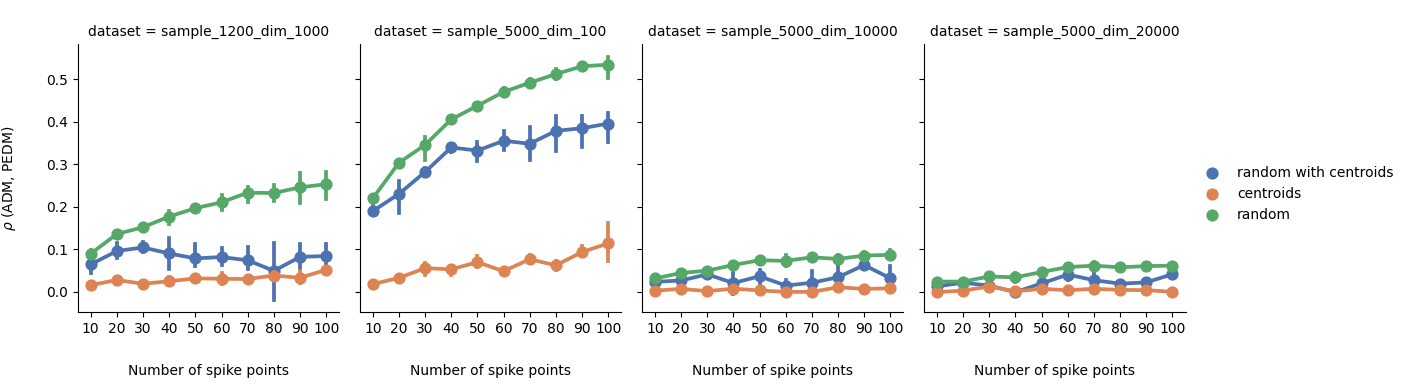 dataset = sample_1200_dim_1000
dataset = sample_5000_dim_100
dataset = sample_5000_dim_10000
dataset = sample_5000_dim_20000
ρ (ADM, PEDM)
0.5
0.4
0.3
0.2
0.1
0.0
10 20 30 40 50 60 70 80 90 100
10 20 30 40 50 60 70 80 90 100
10 20 30 40 50 60 70 80 90 100
10 20 30 40 50 60 70 80 90 100
Number of spike points
Number of spike points
Number of spike points
Number of spike points
random with centroids
centroids
random